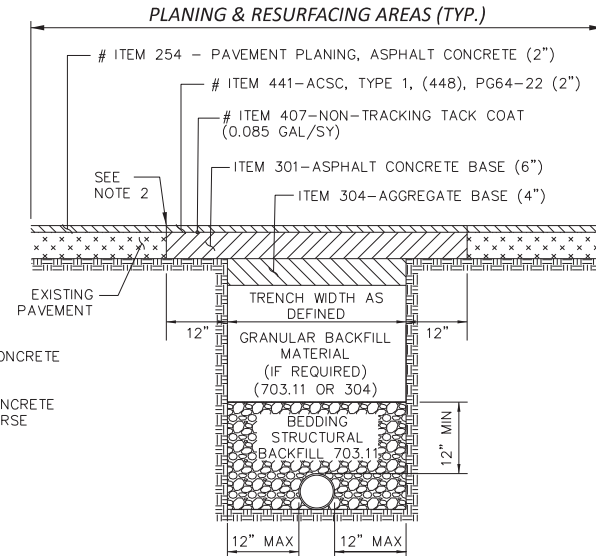 PLANING & RESURFACING AREAS (TYP.)
# ITEM 254 - PAVEMENT PLANING, ASPHALT CONCRETE (2")
# ITEM 441-ACSC, TYPE 1, (448), PG64-22 (2")
# ITEM 407-NON-TRACKING TACK COAT
(0.085 GAL/SY)
SEE
NOTE 2
ITEM 301-ASPHALT CONCRETE BASE (6")
ITEM 304-AGGREGATE BASE (4")
EXISTING
PAVEMENT
TRENCH WIDTH AS
DEFINED
12"
12"
GRANULAR BACKFILL
MATERIAL
(IF REQUIRED)
(703.11 OR 304)
ONCRETE
NCRETE
RSE
BEDDING
STRUCTURAL
BACKFILL 703.11
12" MIN
12" MAX
12" MAX